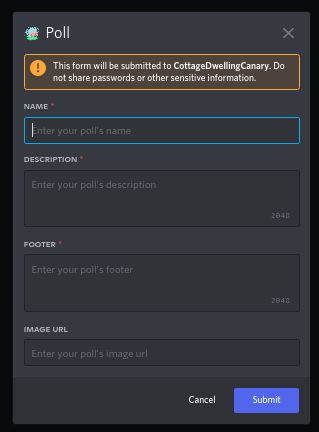 Poll
This form will be submitted to CottageDwellingCanary. Do
not share passwords or other sensitive information.
NAME *
Enter your poll's name
DESCRIPTION *
Enter your poll's description
2048
FOOTER *
Enter your poll's footer
2048
IMAGE URL
Enter your poll's image url
Cancel
Submit